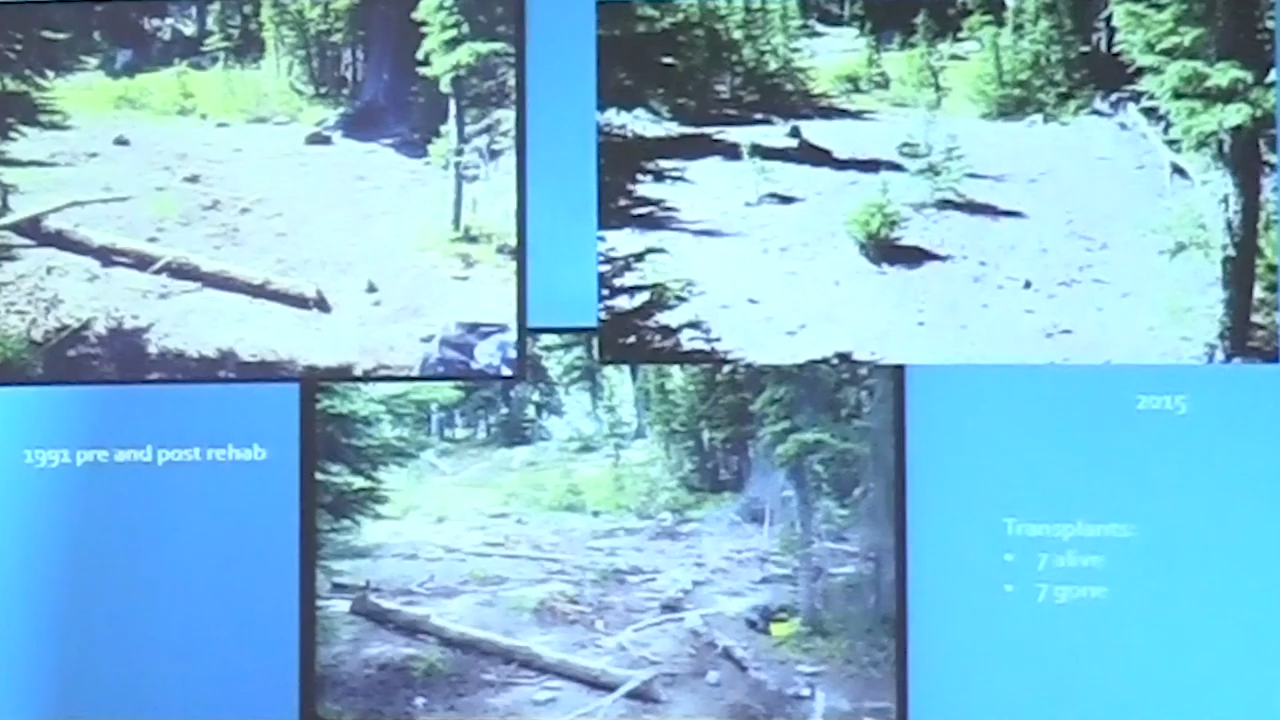 1991 pre and post rehab
2015
Transplants:
• 7 alive
• 7 gone